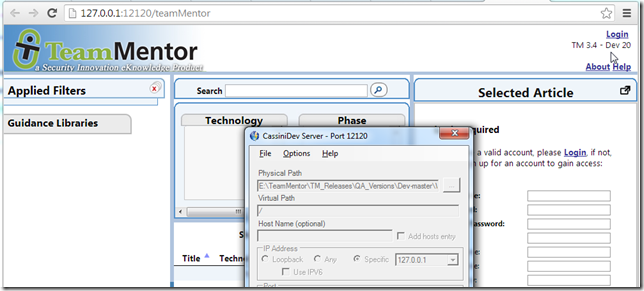 127.0.0.1:12120/teamMentor
Login
TM 3.4 - Dev 20
TeamMentor
a Security Innovation eKnowledge Product
About Help
Applied Filters
Search
Selected Article
Guidance Libraries
Technology
Phase
CassiniDev Server - Port 12120
File Options Help
Physical Path
E:\TeamMentor\TM_Releases\QA_Versions\Dev-master\
...
Virtual Path
/
Host Name (optional)
Add hosts entry
IP Address
Loopback Any Specific 127.0.0.1
Use IPV6
Port
Title
a valid account, please Login, if not,
up for an account to gain access: